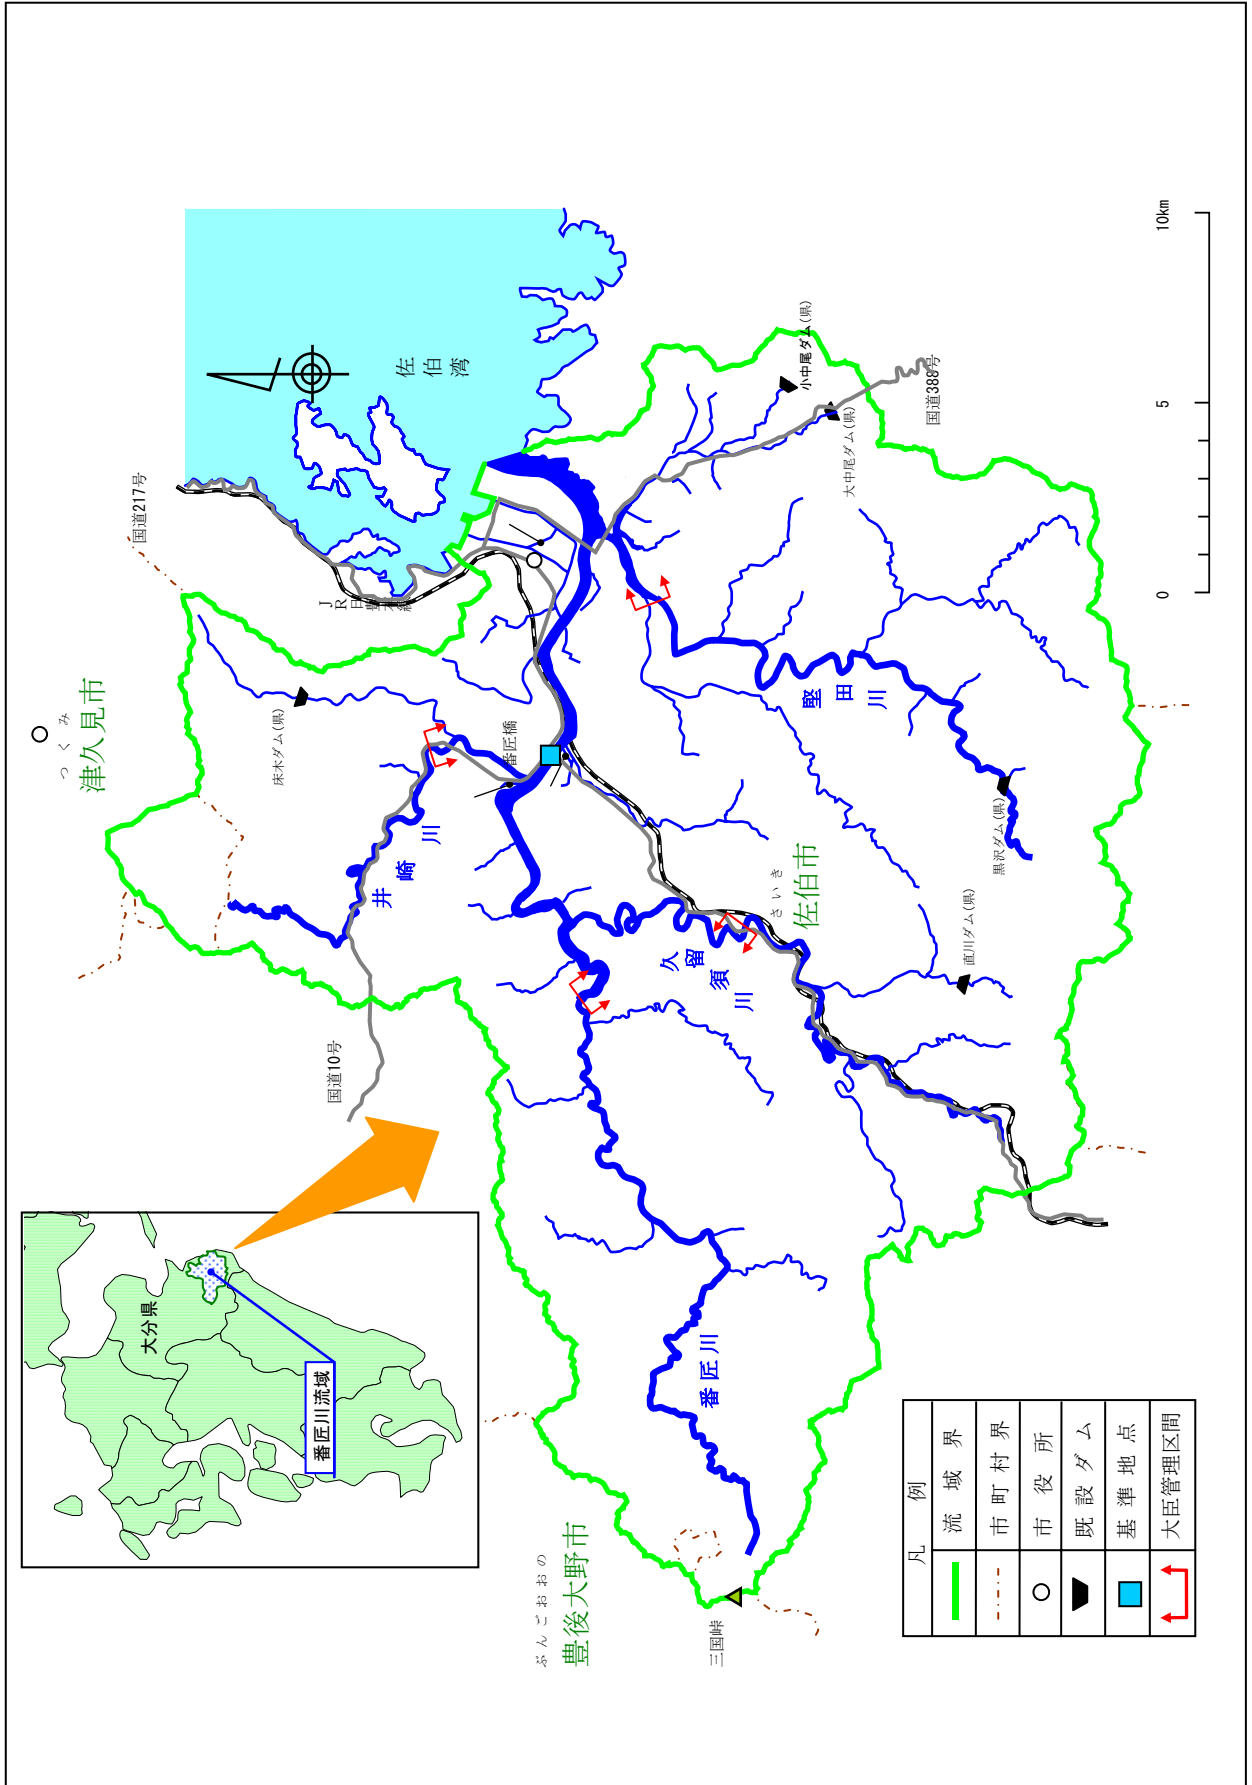 大分県
番匠川流域
つくみ
津久見市
国道217号
JR日豊本線
佐伯湾
床木ダム(県)
番匠橋
井崎川
国道10号
小中尾ダム(県)
大中尾ダム(県)
国道388号
堅田川
黒沢ダム(県)
さいき
佐伯市
久留須川
直川ダム(県)
番匠川
ぶんごおおの
豊後大野市
三国峠
凡例
流域界
市町村界
市役所
既設ダム
基準地点
大臣管理区間
0 5 10km